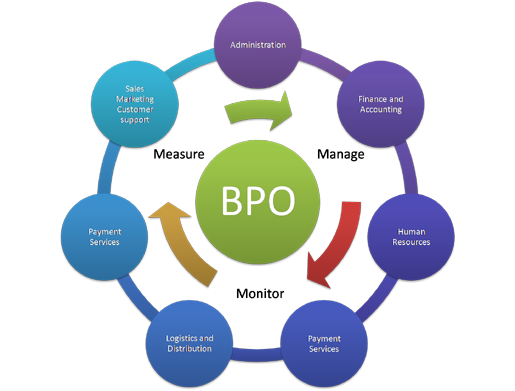 Administration
Sales
Marketing
Customer
support
Finance and
Accounting
Measure
Manage
BPO
Payment
Services
Human
Resources
Monitor
Logistics and
Distribution
Payment
Services